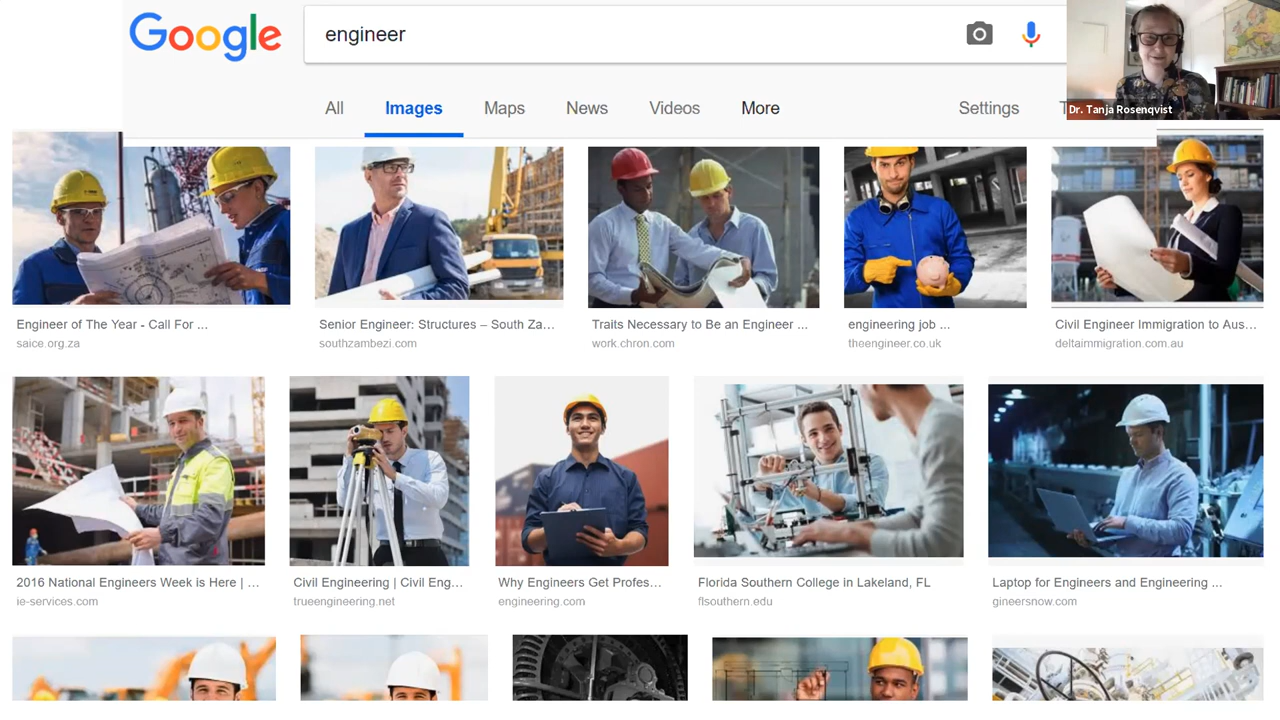 Google
engineer
All Images Maps News Videos More Settings
Dr. Tanja Rosenqvist
Engineer of The Year - Call For ...
saice.org.za
Senior Engineer: Structures – South Za...
southzambezi.com
Traits Necessary to Be an Engineer ...
work.chron.com
engineering job ...
theengineer.co.uk
Civil Engineer Immigration to Aus...
deltaimmigration.com.au
2016 National Engineers Week is Here | ...
ie-services.com
Civil Engineering | Civil Eng...
trueengineering.net
Why Engineers Get Profes...
engineering.com
Florida Southern College in Lakeland, FL
flsouthern.edu
Laptop for Engineers and Engineering ...
gineersnow.com